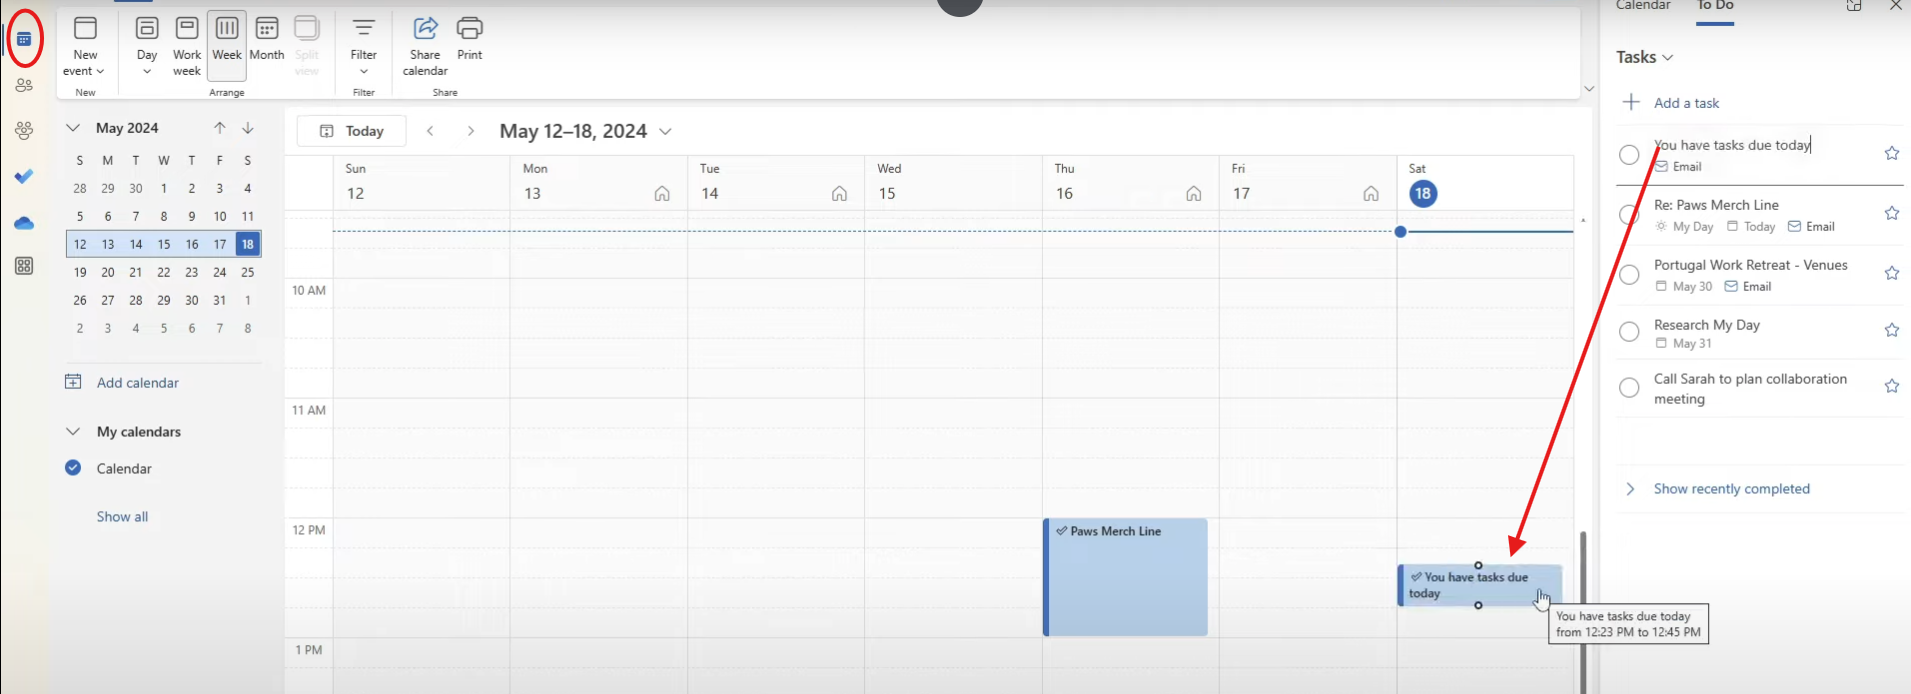 New
event
New
Day
Work
week
Week
Month
Split
view
Arrange
Filter
Filter
Share
calendar
Print
Share
May 2024
S M T W T F S
28 29 30 1 2 3 4
5 6 7 8 9 10 11
12 13 14 15 16 17 18
19 20 21 22 23 24 25
26 27 28 29 30 31 1
2 3 4 5 6 7 8
Add calendar
My calendars
Calendar
Show all
Today
May 12–18, 2024
Sun
12
Mon
13
Tue
14
Wed
15
Thu
16
Fri
17
Sat
18
10 AM
11 AM
12 PM
1 PM
Paws Merch Line
You have tasks due
today
You have tasks due today
from 12:23 PM to 12:45 PM
Calendar
To Do
Tasks
Add a task
You have tasks due today
Email
Re: Paws Merch Line
My Day Today Email
Portugal Work Retreat - Venues
May 30 Email
Research My Day
May 31
Call Sarah to plan collaboration
meeting
Show recently completed